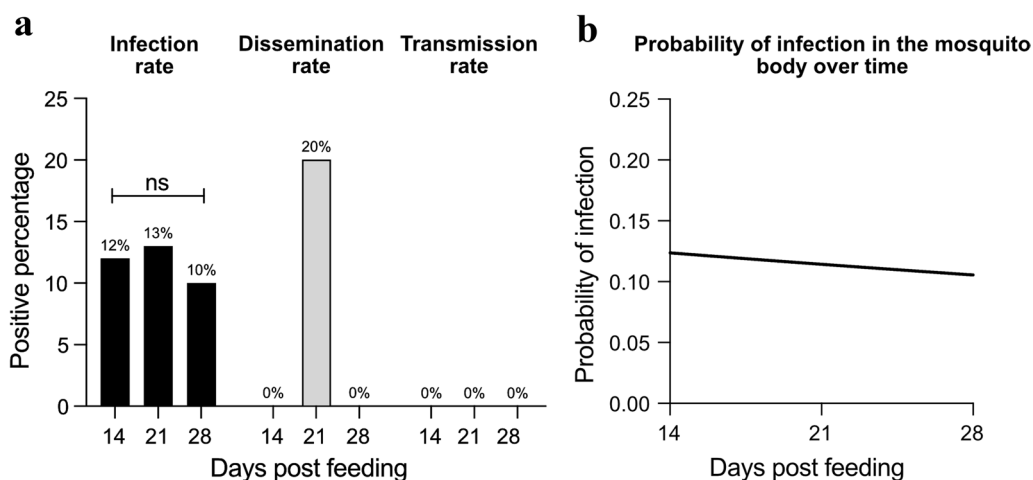 a
Infection
rate
Dissemination
rate
Transmission
rate
Positive percentage
25
20
15
10
5
0
ns
12%
13%
10%
0%
20%
0%
0%
0%
0%
14 21 28
14 21 28
14 21 28
Days post feeding
b
Probability of infection in the mosquito
body over time
Probability of infection
0.25
0.20
0.15
0.10
0.05
0.00
14 21 28
Days post feeding